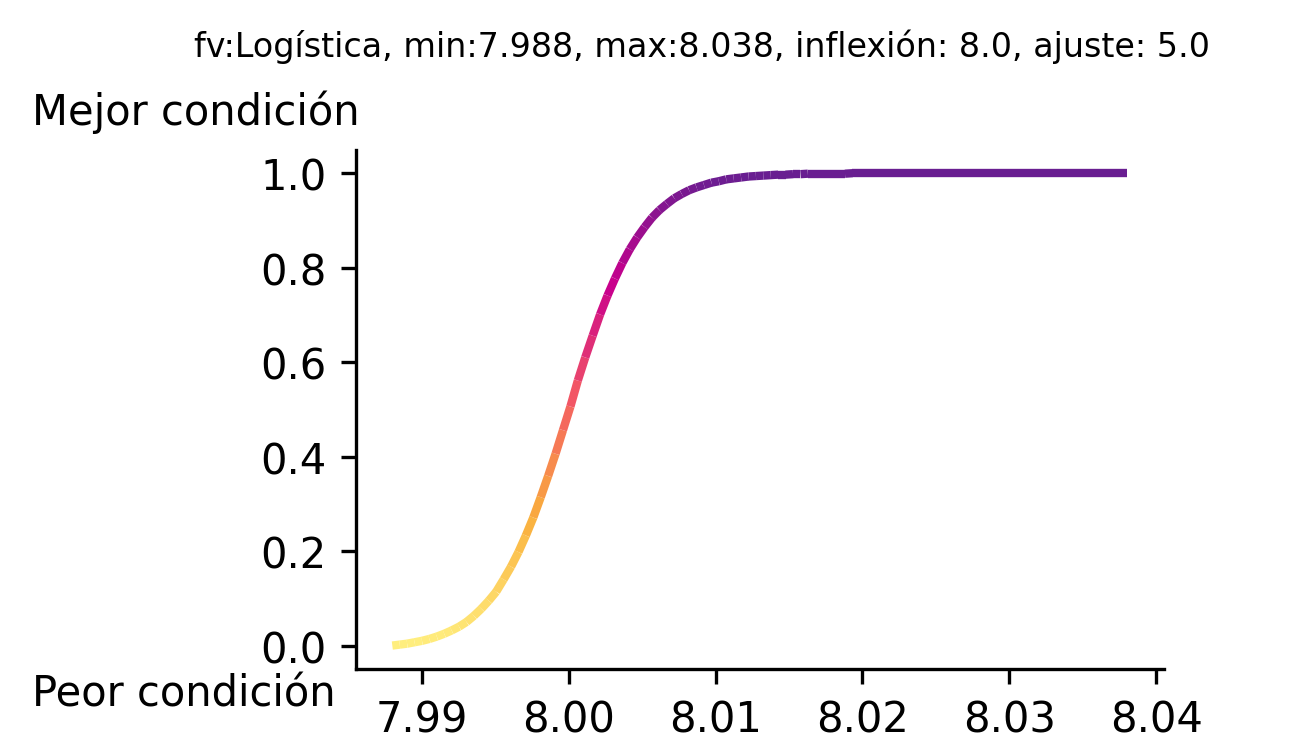 fv:Logística, min:7.988, max:8.038, inflexión: 8.0, ajuste: 5.0
Mejor condición
1.0
0.8
0.6
0.4
0.2
0.0
Peor condición
7.99 8.00 8.01 8.02 8.03 8.04